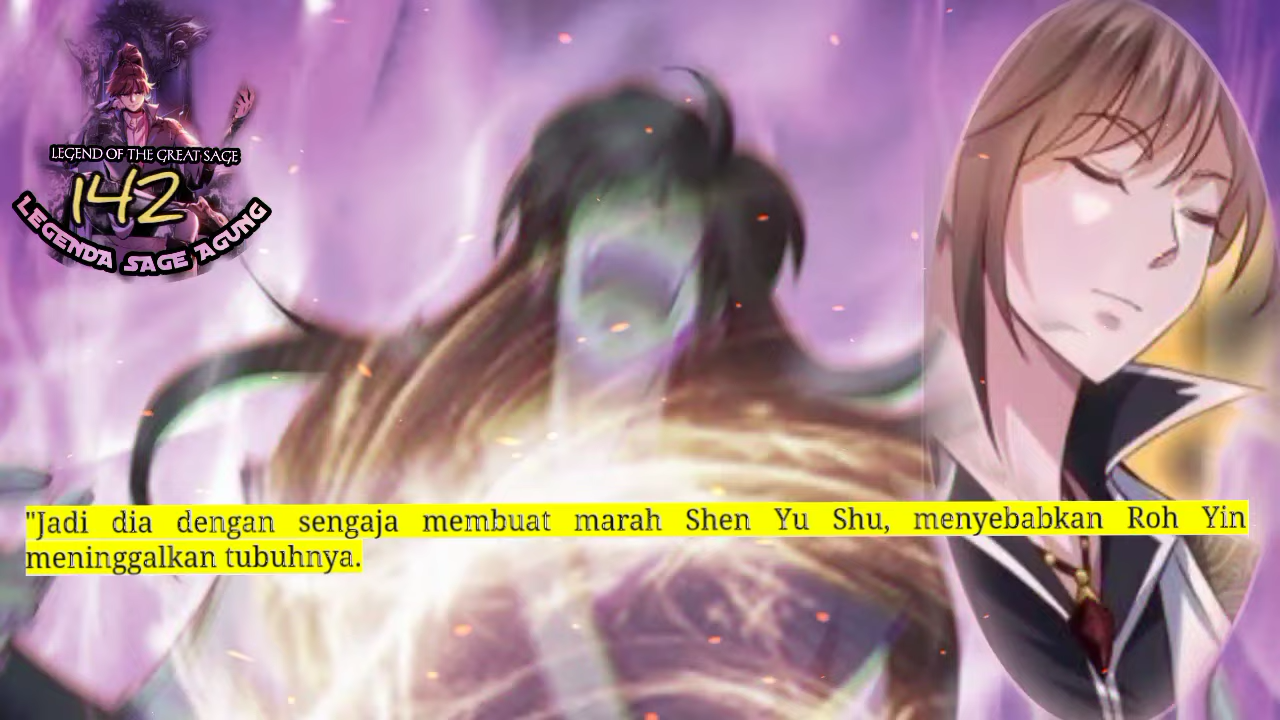 LEGEND OF THE GREAT SAGE
142
LEGENDA SAGE AGUNG
"Jadi dia dengan sengaja membuat marah Shen Yu Shu, menyebabkan Roh Yin
meninggalkan tubuhnya.